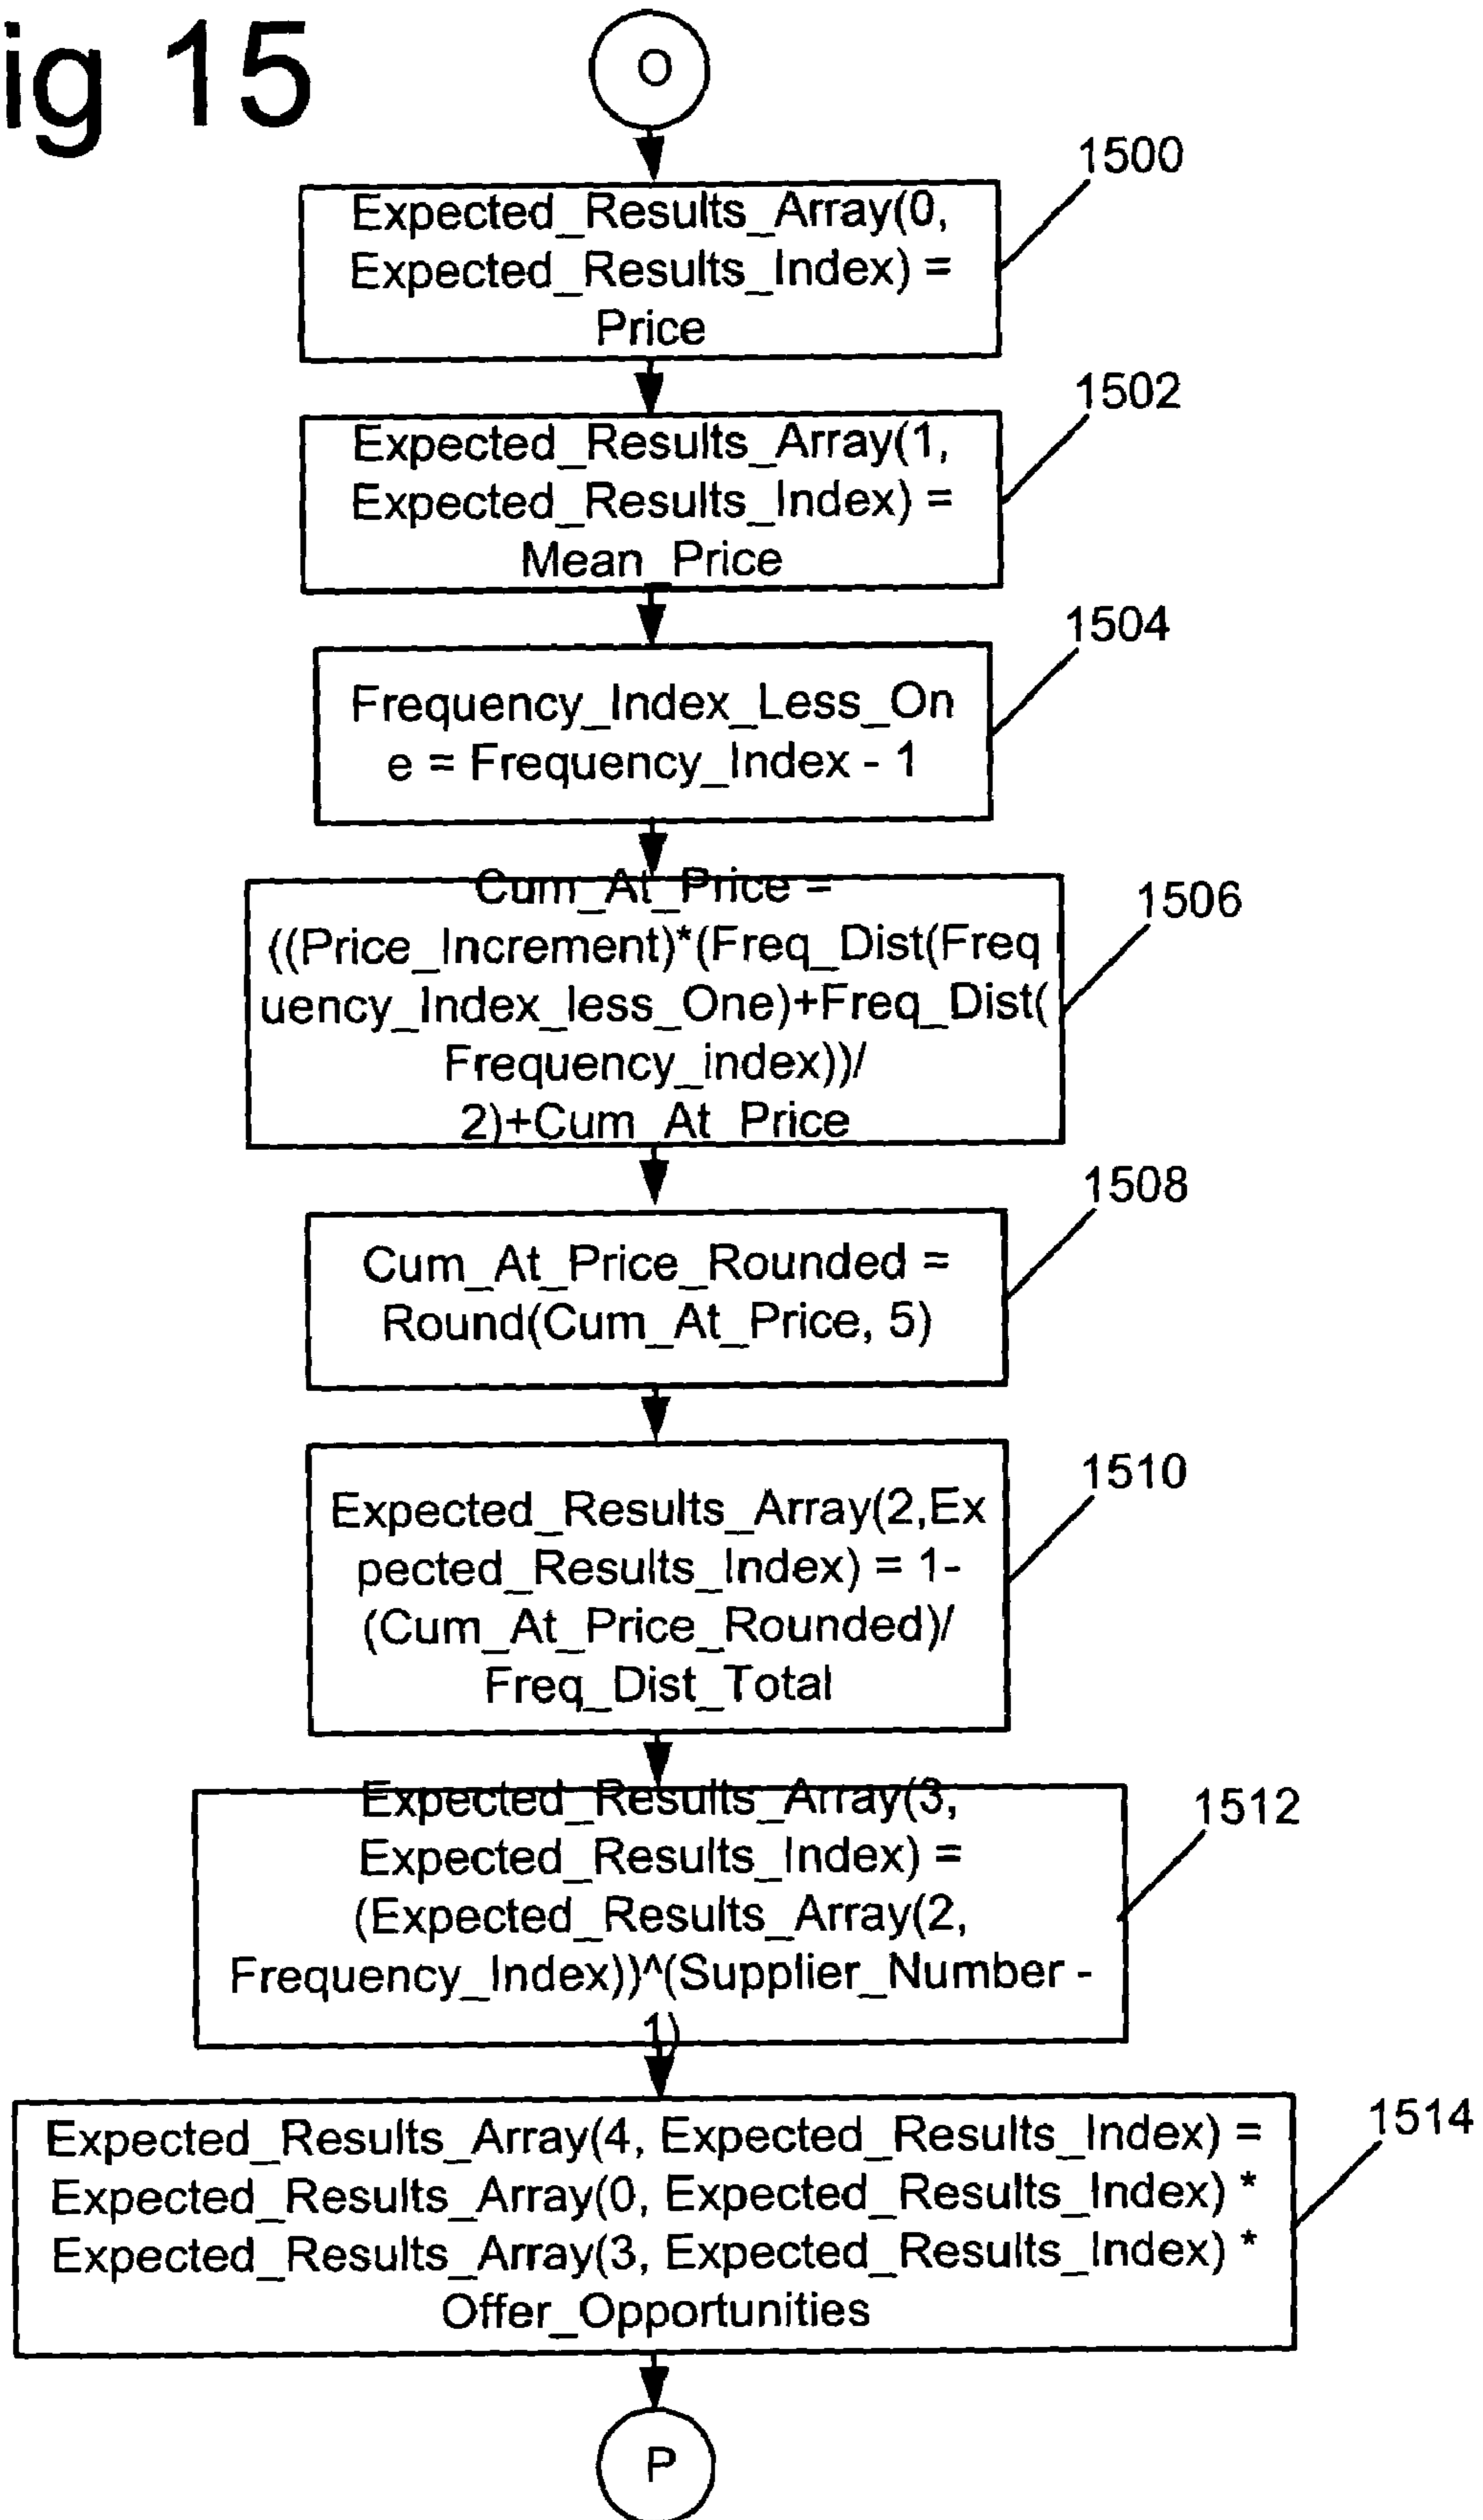 ig 15
O
1500
Expected_Results_Array(0,
Expected_Results_Index) =
Price
1502
Expected_Results_Array(1,
Expected_Results_Index) =
Mean_Price
1504
Frequency_Index_Less_On
e = Frequency_Index - 1
1506
Cum_At_Price =
((Price_Increment)*(Freq_Dist(Freq
uency_Index_less_One)+Freq_Dist(
Frequency_index))/
2)+Cum_At_Price
1508
Cum_At_Price_Rounded =
Round(Cum_At_Price, 5)
1510
Expected_Results_Array(2,Ex
pected_Results_Index) = 1-
(Cum_At_Price_Rounded)/
Freq_Dist_Total
1512
Expected_Results_Array(3,
Expected_Results_Index) =
(Expected_Results_Array(2,
Frequency_Index))^(Supplier_Number -
1)
1514
Expected_Results_Array(4, Expected_Results_Index) =
Expected_Results_Array(0, Expected_Results_Index) *
Expected_Results_Array(3, Expected_Results_Index) *
Offer_Opportunities
P